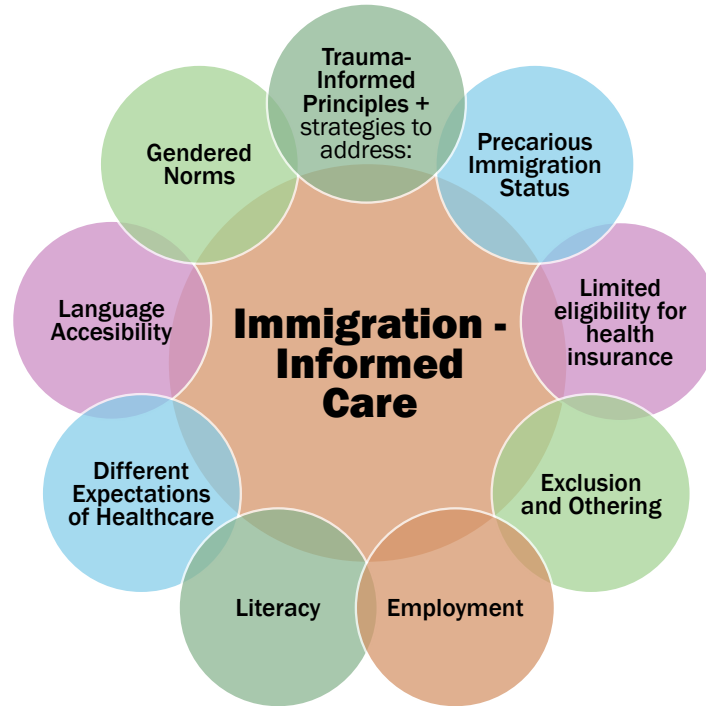 Trauma-
Informed
Principles +
strategies to
address:
Precarious
Immigration
Status
Limited
eligibility for
health
insurance
Exclusion
and Othering
Employment
Literacy
Different
Expectations
of Healthcare
Language
Accesibility
Gendered
Norms
Immigration -
Informed
Care